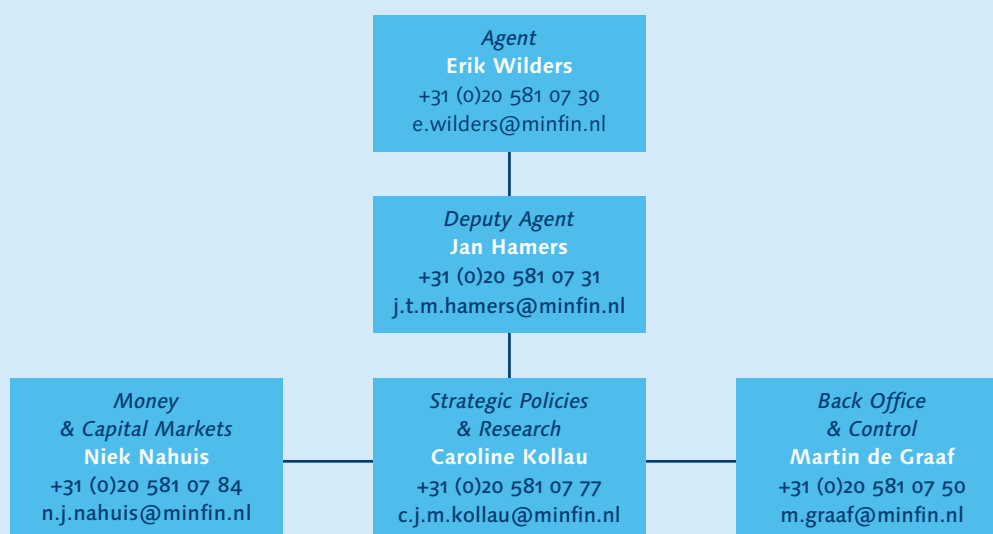 Agent
Erik Wilders
+31 (0)20 581 07 30
e.wilders@minfin.nl
Deputy Agent
Jan Hamers
+31 (0)20 581 07 31
j.t.m.hamers@minfin.nl
Money
& Capital Markets
Niek Nahuis
+31 (0)20 581 07 84
n.j.nahuis@minfin.nl
Strategic Policies
& Research
Caroline Kollau
+31 (0)20 581 07 77
c.j.m.kollau@minfin.nl
Back Office
& Control
Martin de Graaf
+31 (0)20 581 07 50
m.graaf@minfin.nl